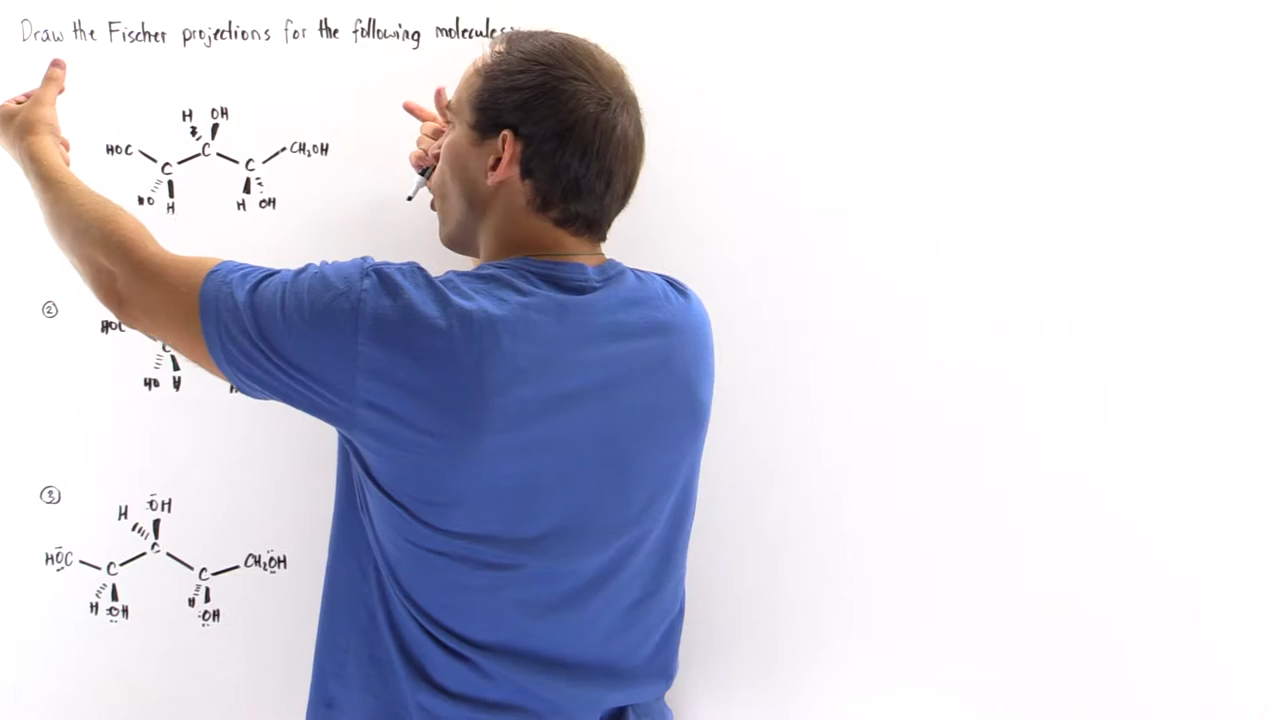 Draw the Fischer projections for the following molecules
H OH
HOC C CH₂OH
C C
HO H H OH
②
HOC
C
HO H H
③
H :ÖH
HOC C CH₂OH
C C
H :OH H :OH